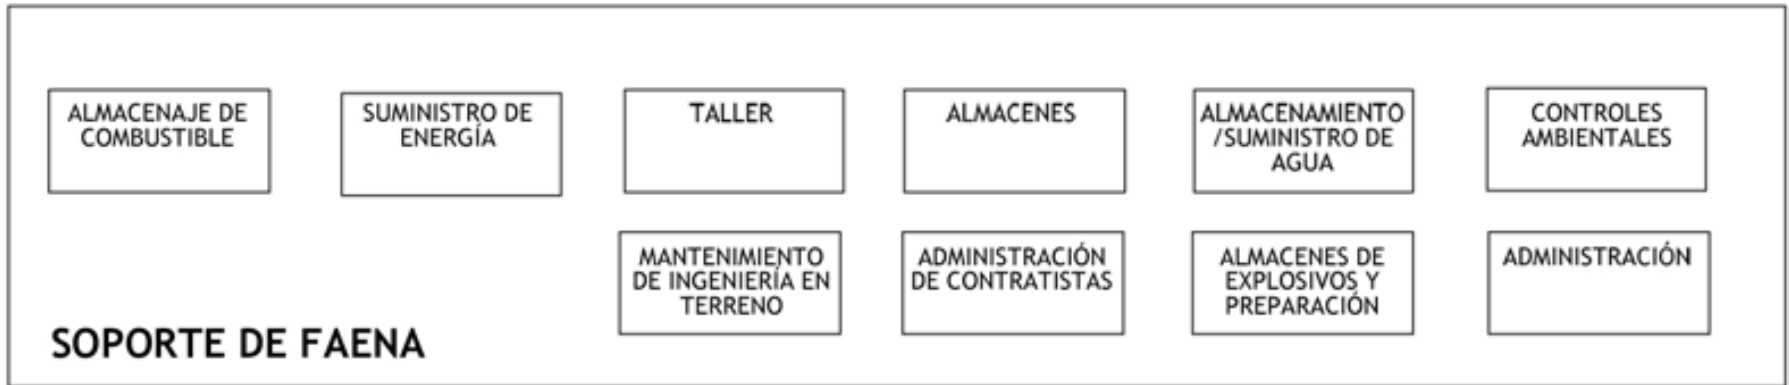 ALMACENAJE DE
COMBUSTIBLE
SUMINISTRO DE
ENERGÍA
TALLER
ALMACENES
ALMACENAMIENTO
/SUMINISTRO DE
AGUA
CONTROLES
AMBIENTALES
MANTENIMIENTO
DE INGENIERÍA EN
TERRENO
ADMINISTRACIÓN
DE CONTRATISTAS
ALMACENES DE
EXPLOSIVOS Y
PREPARACIÓN
ADMINISTRACIÓN
SOPORTE DE FAENA